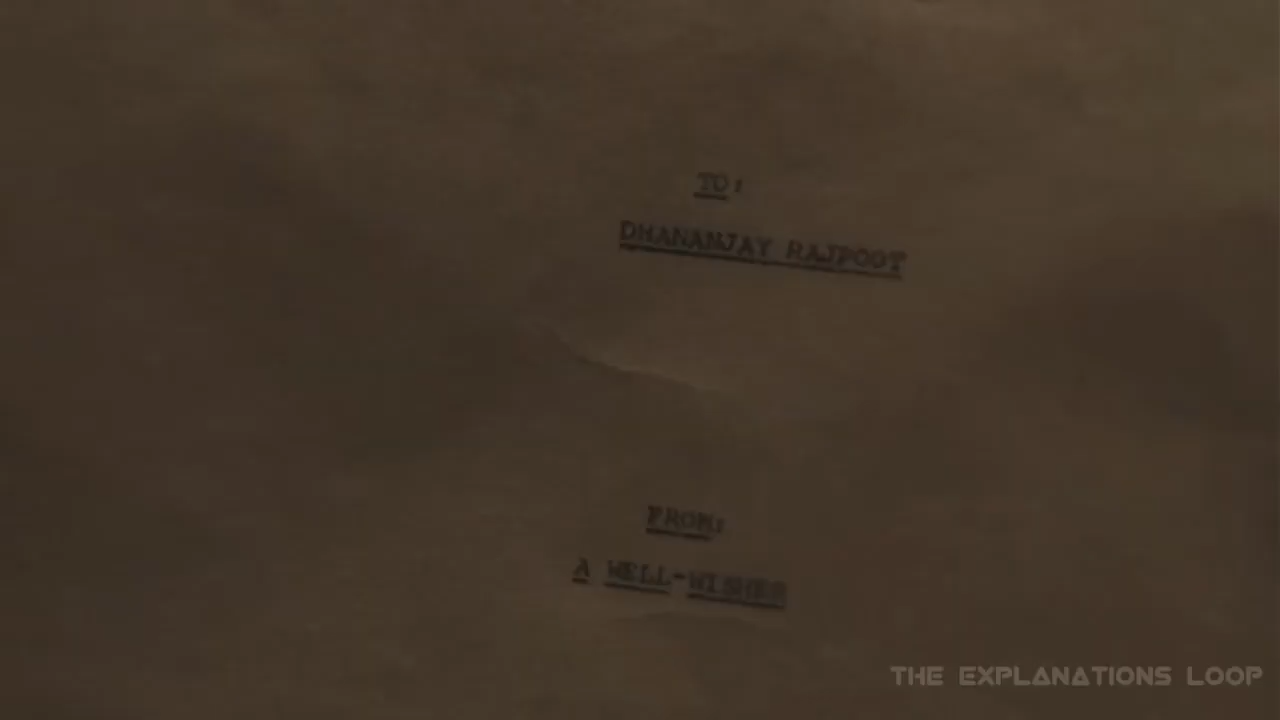 TO:
DHANANJAY RAJPOOT
FROM:
A WELL-WISHER
THE EXPLANATIONS LOOP